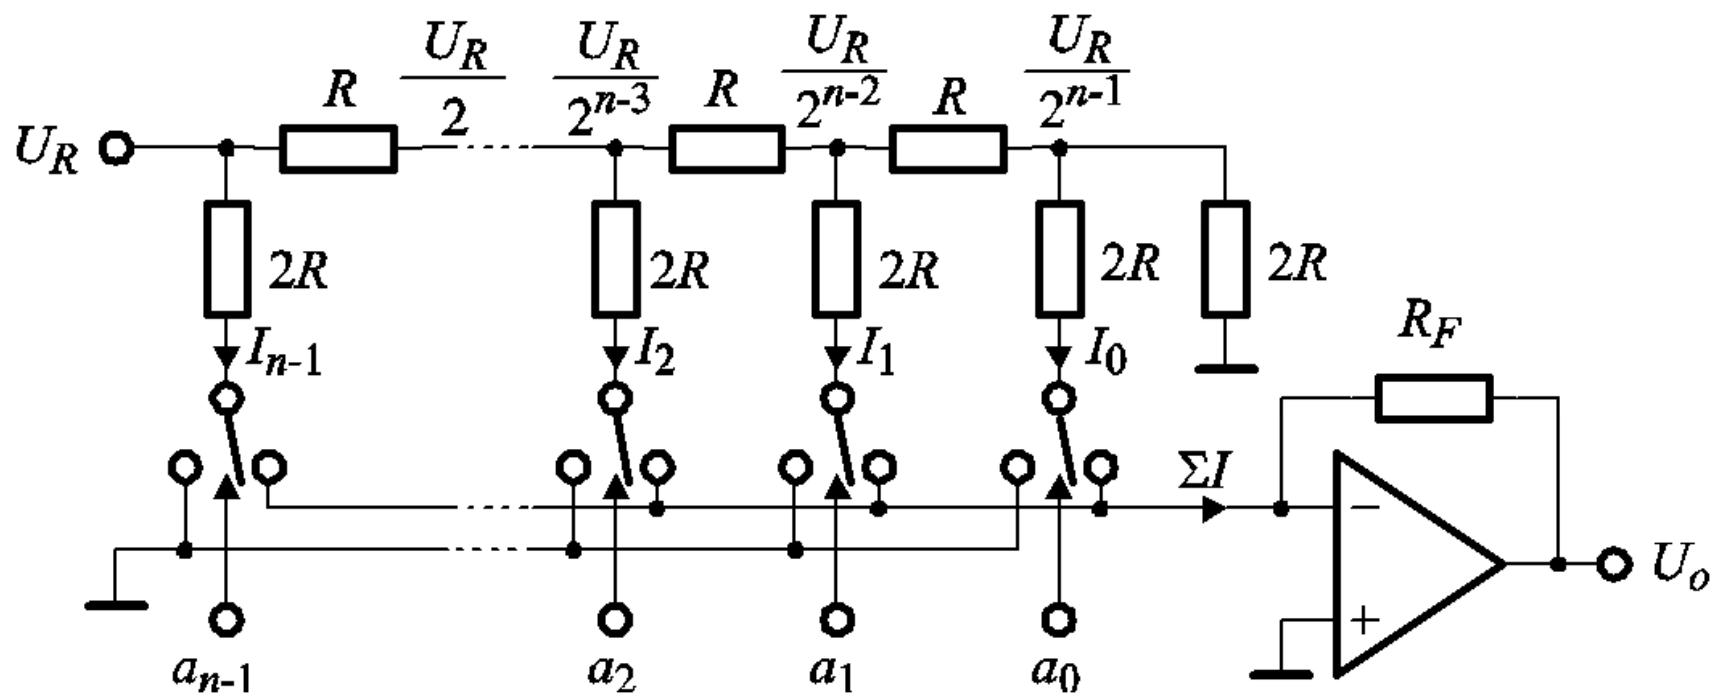 U_R R U_R/2 U_R/2^{n-3} R U_R/2^{n-2} R U_R/2^{n-1}
2R 2R 2R 2R 2R
R_F
I_{n-1} I_2 I_1 I_0
ΣI
−
+
U_o
a_{n-1} a_2 a_1 a_0